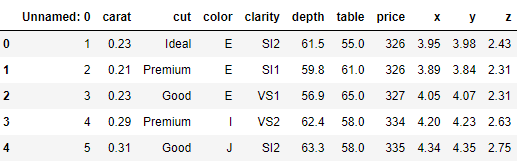 Unnamed: 0 carat cut color clarity depth table price x y z
0 1 0.23 Ideal E SI2 61.5 55.0 326 3.95 3.98 2.43
1 2 0.21 Premium E SI1 59.8 61.0 326 3.89 3.84 2.31
2 3 0.23 Good E VS1 56.9 65.0 327 4.05 4.07 2.31
3 4 0.29 Premium I VS2 62.4 58.0 334 4.20 4.23 2.63
4 5 0.31 Good J SI2 63.3 58.0 335 4.34 4.35 2.75